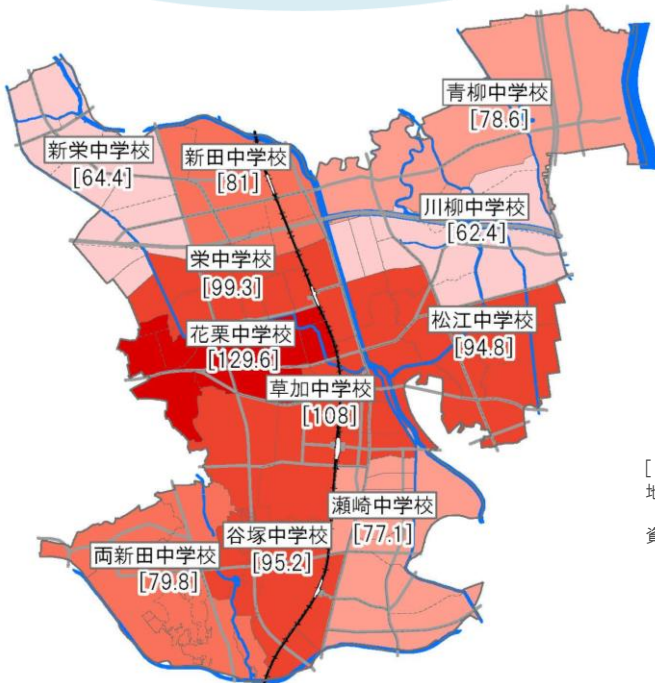 青柳中学校
[78.6]
新栄中学校
[64.4]
新田中学校
[81]
川柳中学校
[62.4]
栄中学校
[99.3]
花栗中学校
[129.6]
松江中学校
[94.8]
草加中学校
[108]
瀬崎中学校
[77.1]
谷塚中学校
[95.2]
両新田中学校
[79.8]
[
地
資